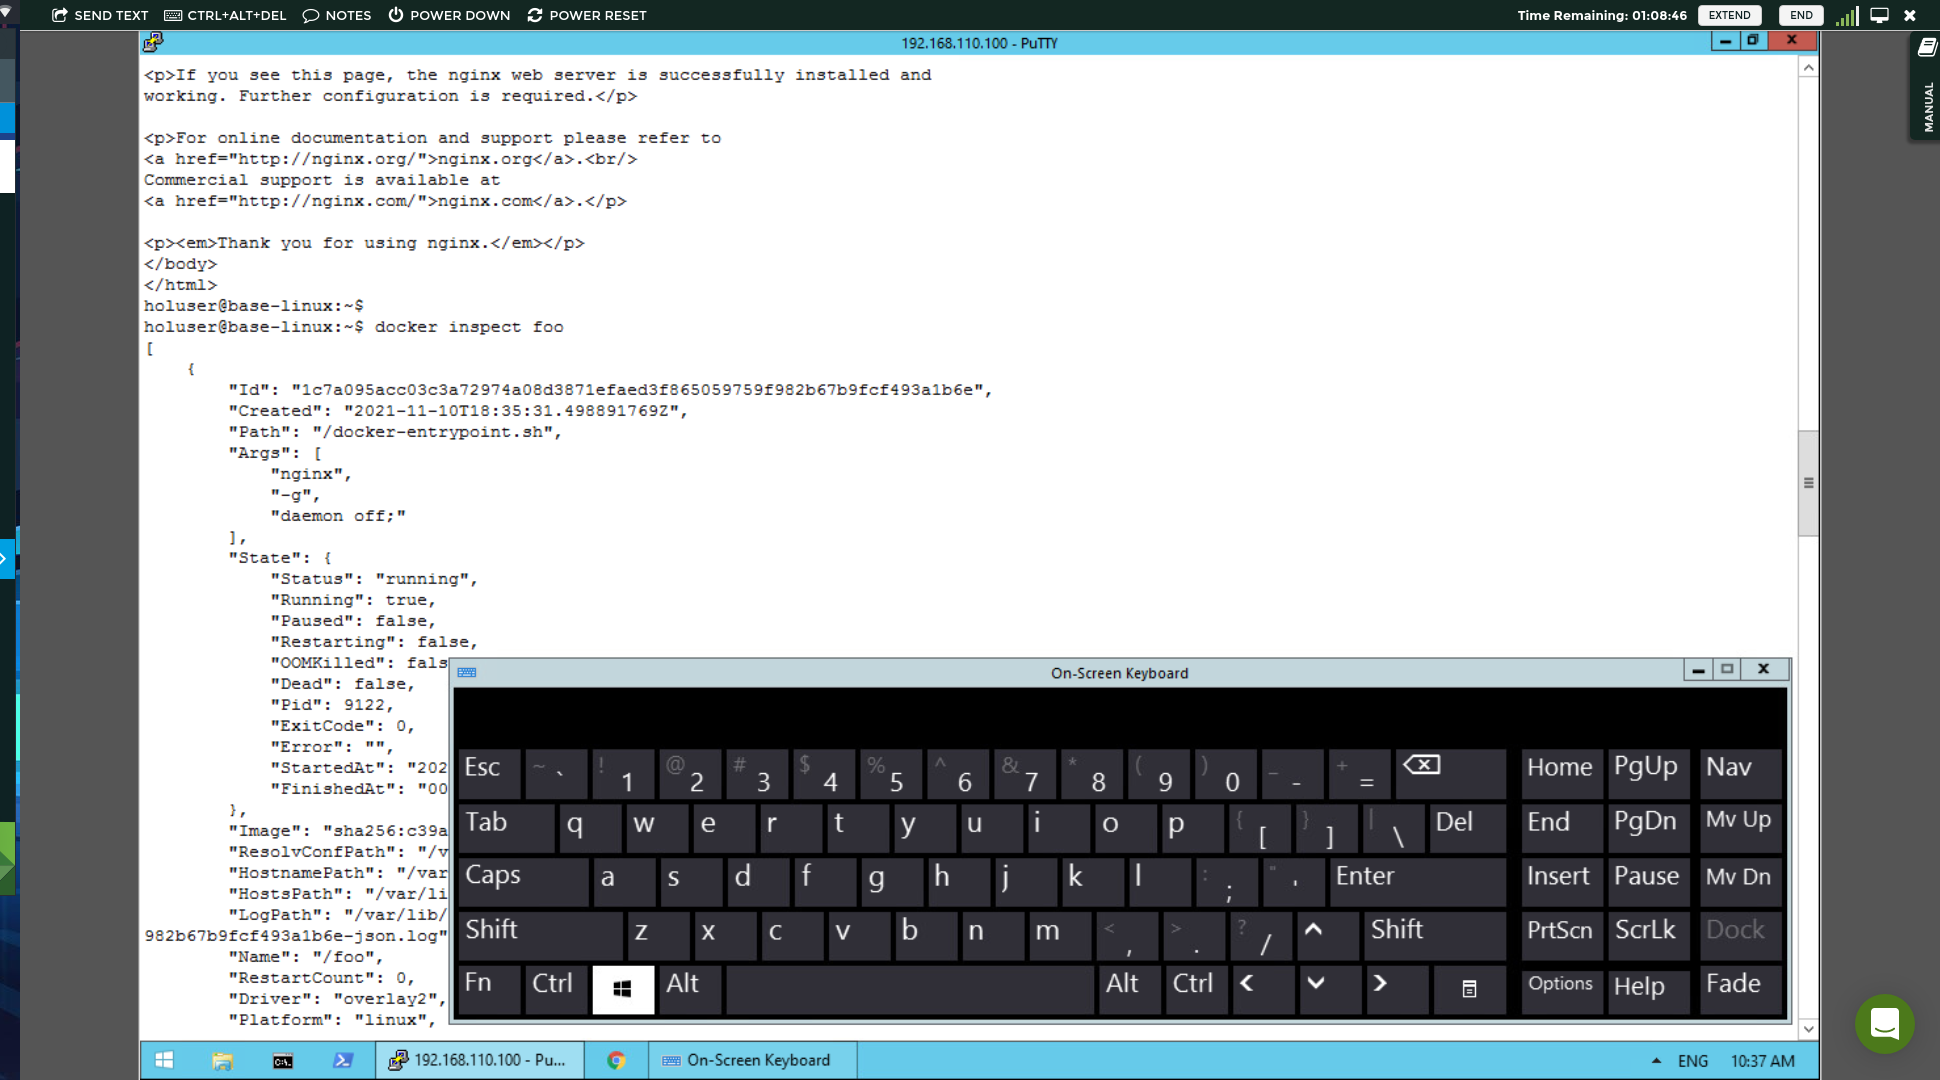 SEND TEXT CTRL+ALT+DEL NOTES POWER DOWN POWER RESET Time Remaining: 01:08:46 EXTEND END
192.168.110.100 - PuTTY
MANUAL
<p>If you see this page, the nginx web server is successfully installed and
working. Further configuration is required.</p>
<p>For online documentation and support please refer to
<a href="http://nginx.org/">nginx.org</a>.<br/>
Commercial support is available at
<a href="http://nginx.com/">nginx.com</a>.</p>
<p><em>Thank you for using nginx.</em></p>
</body>
</html>
holuser@base-linux:~$
holuser@base-linux:~$ docker inspect foo
[
    {
        "Id": "1c7a095acc03c3a72974a08d3871efaed3f865059759f982b67b9fcf493a1b6e",
        "Created": "2021-11-10T18:35:31.498891769Z",
        "Path": "/docker-entrypoint.sh",
        "Args": [
            "nginx",
            "-g",
            "daemon off;"
        ],
        "State": {
            "Status": "running",
            "Running": true,
            "Paused": false,
            "Restarting": false,
            "OOMKilled": fals
            "Dead": false,
            "Pid": 9122,
            "ExitCode": 0,
            "Error": "",
            "StartedAt": "202
            "FinishedAt": "00
        },
        "Image": "sha256:c39a
        "ResolvConfPath": "/v
        "HostnamePath": "/var
        "HostsPath": "/var/li
        "LogPath": "/var/lib/
982b67b9fcf493a1b6e-json.log"
        "Name": "/foo",
        "RestartCount": 0,
        "Driver": "overlay2",
        "Platform": "linux",
On-Screen Keyboard
Esc ~ ` ! 1 @ 2 # 3 $ 4 % 5 ^ 6 & 7 * 8 ( 9 ) 0 _ - + = Home PgUp Nav
Tab q w e r t y u i o p { [ } ] | \ Del End PgDn Mv Up
Caps a s d f g h j k l : ; " ' Enter Insert Pause Mv Dn
Shift z x c v b n m < , > . ? / Shift PrtScn ScrLk Dock
Fn Ctrl Alt Alt Ctrl Options Help Fade
192.168.110.100 - Pu... On-Screen Keyboard ENG 10:37 AM